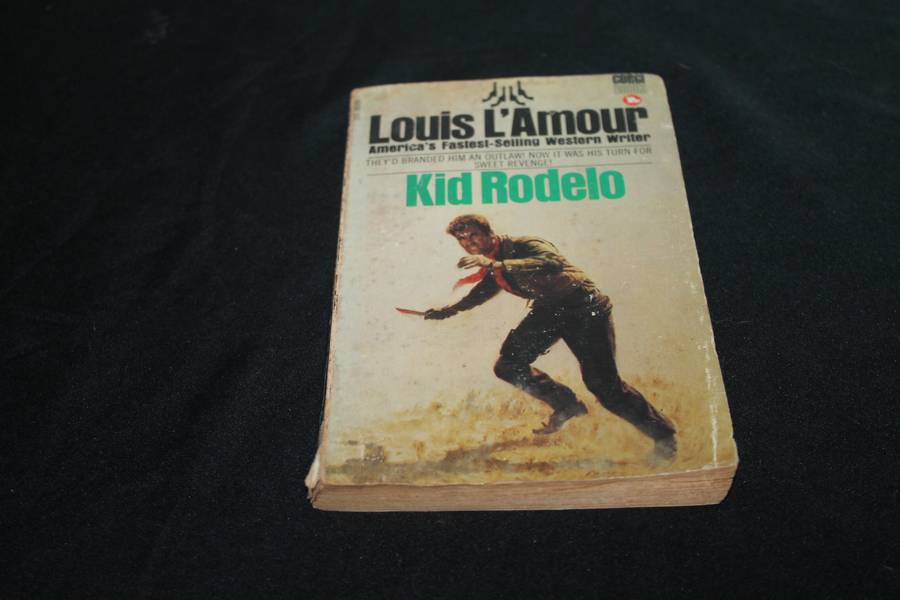 CORGI
Louis L'Amour
America's Fastest-Selling Western Writer
THEY'D BRANDED HIM AN OUTLAW! NOW IT WAS HIS TURN FOR
SWEET REVENGE!
Kid Rodelo